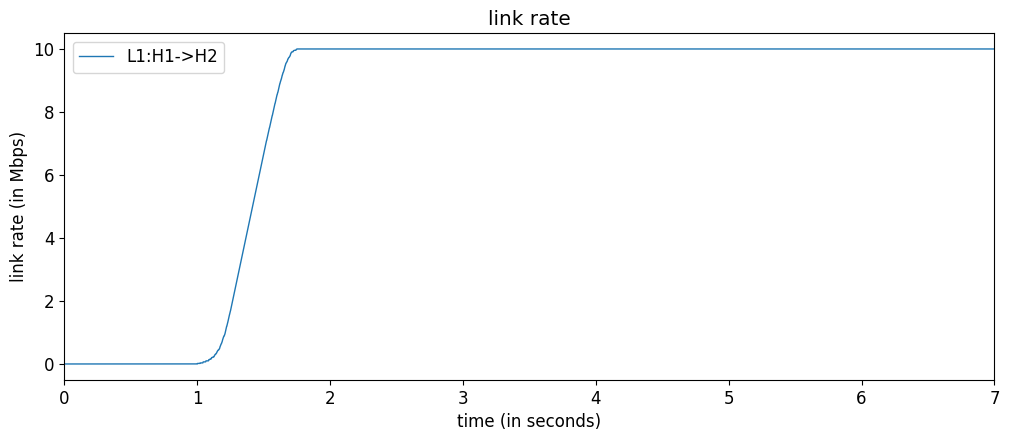 link rate
L1:H1->H2
link rate (in Mbps)
10
8
6
4
2
0
0 1 2 3 4 5 6 7
time (in seconds)